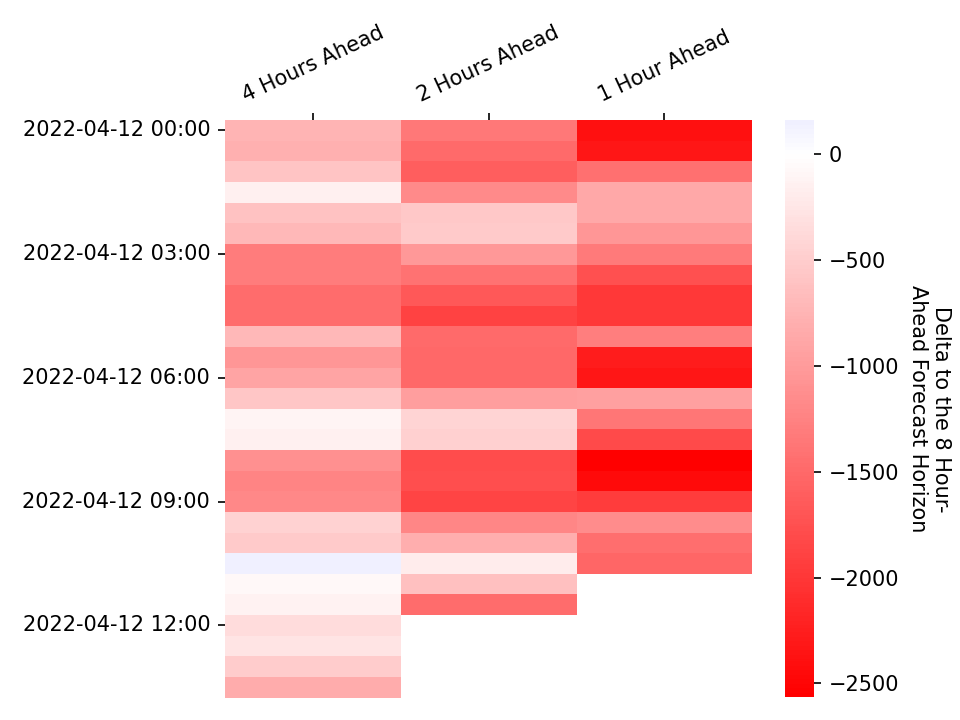 4 Hours Ahead
2 Hours Ahead
1 Hour Ahead
2022-04-12 00:00
2022-04-12 03:00
2022-04-12 06:00
2022-04-12 09:00
2022-04-12 12:00
0
−500
−1000
−1500
−2000
−2500
Delta to the 8 Hour-
Ahead Forecast Horizon